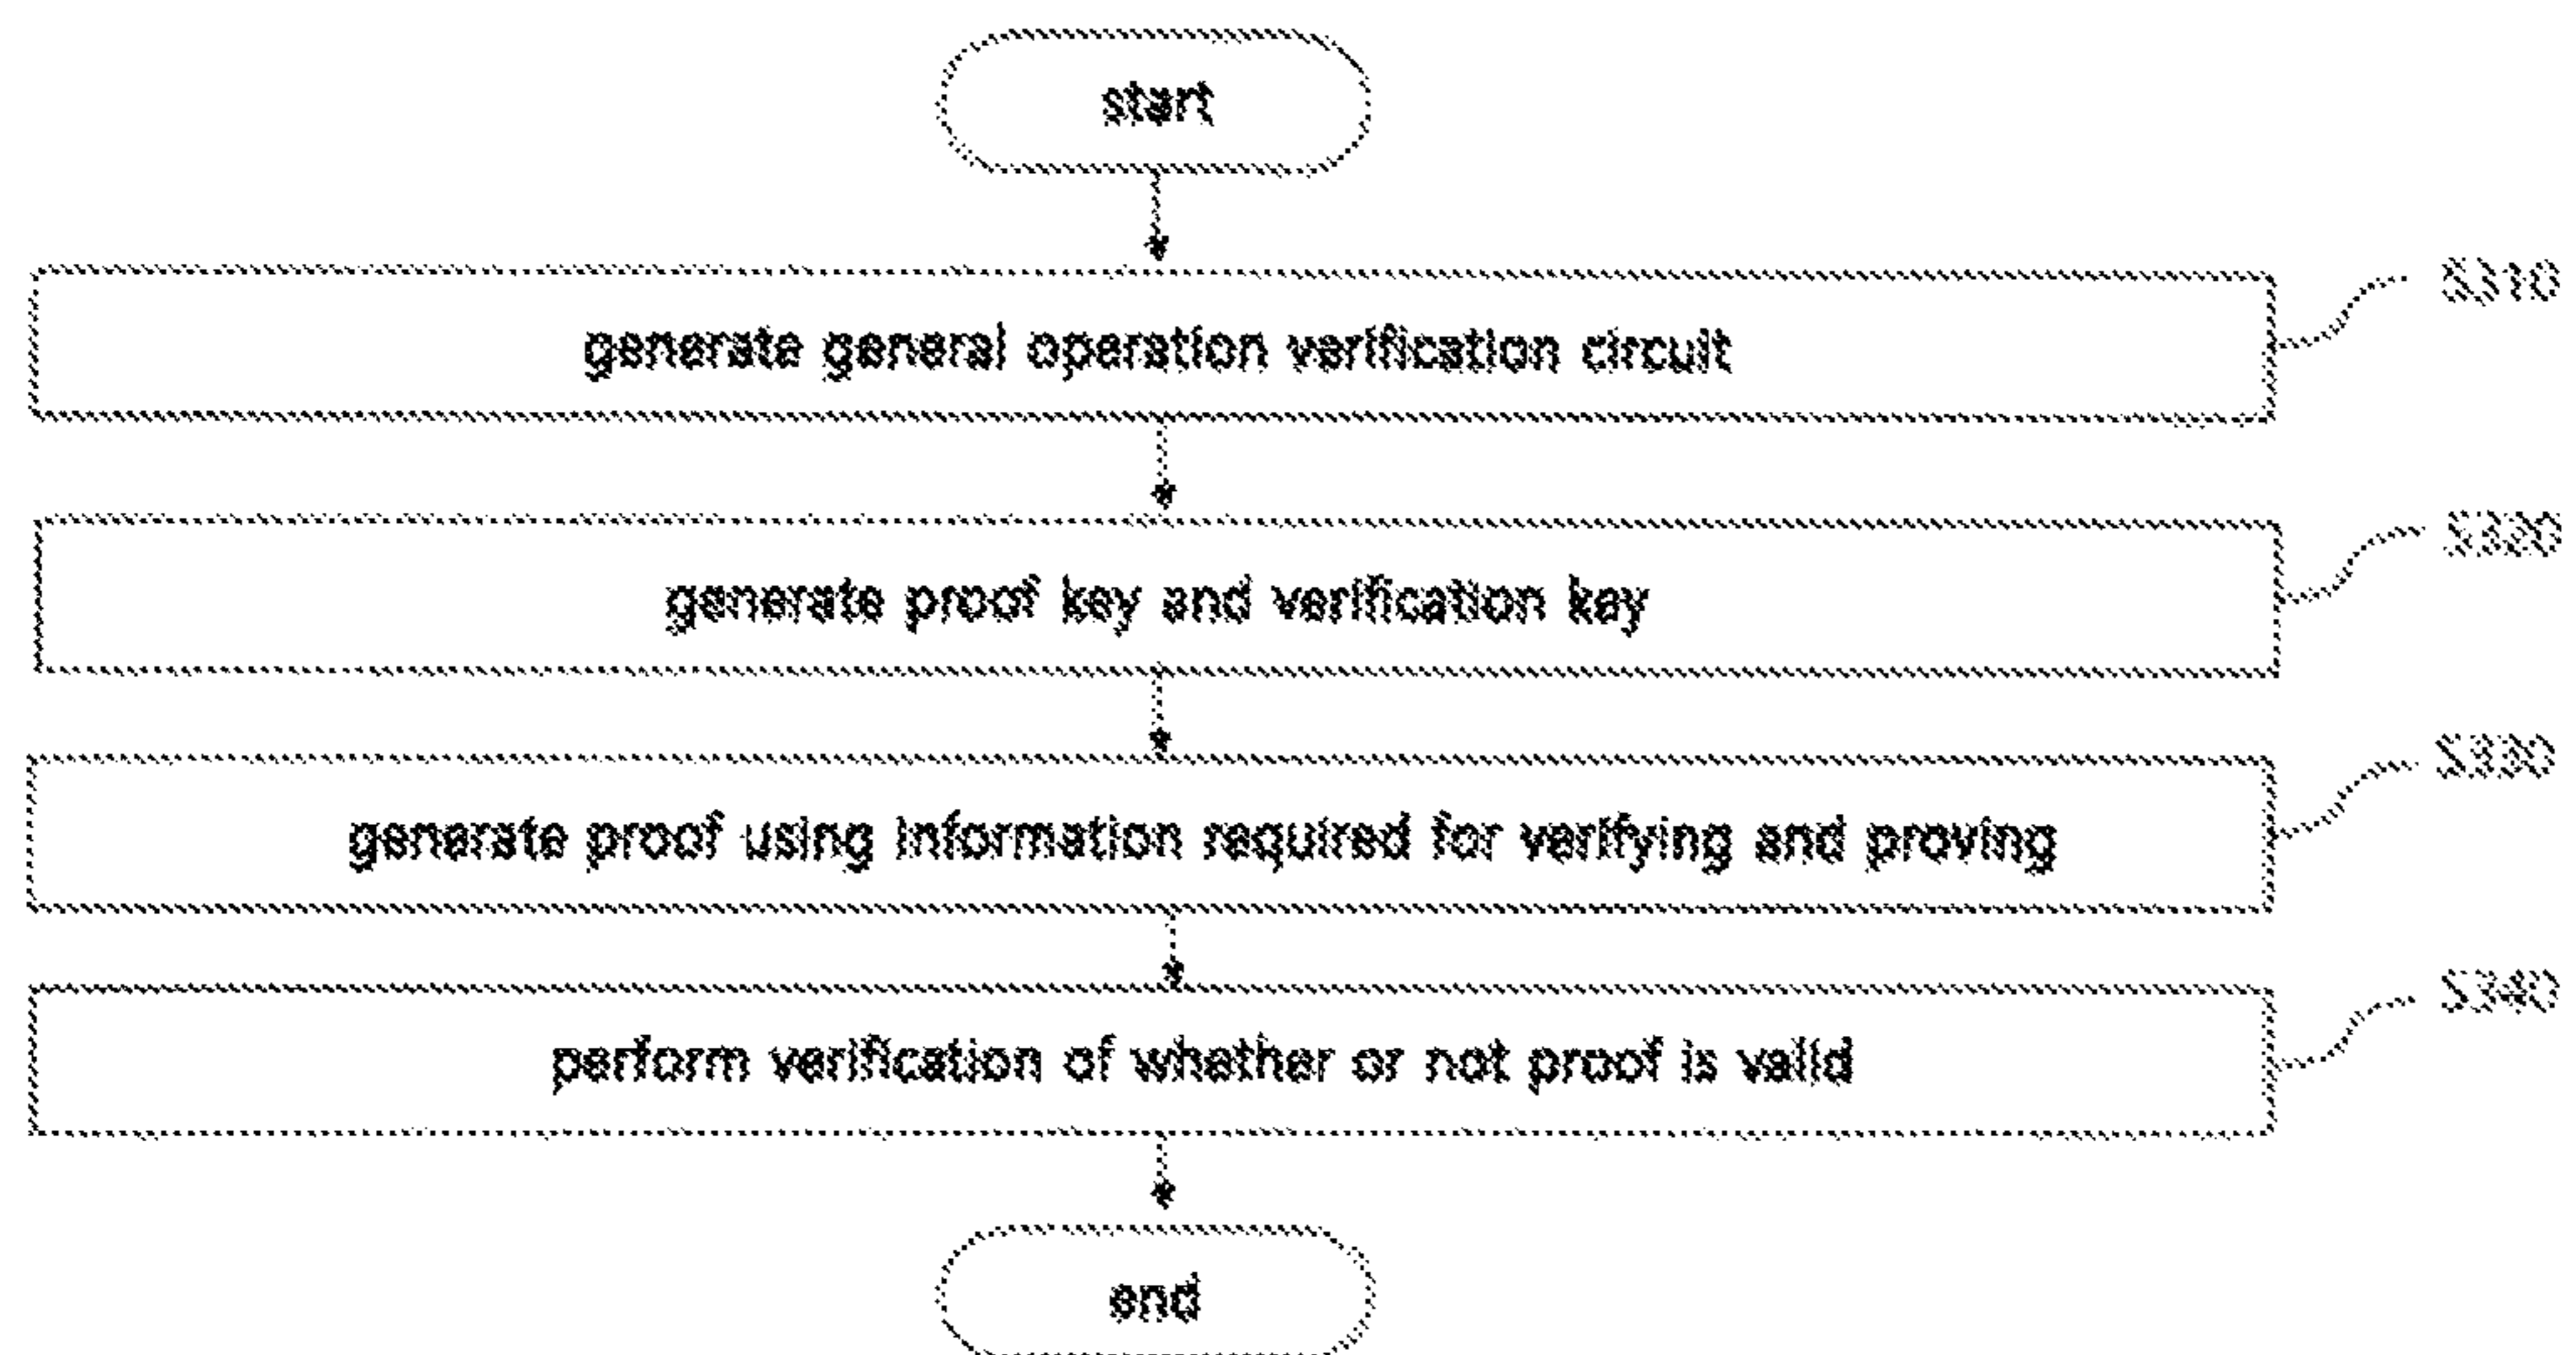 start
generate general operation verification circuit
S310
generate proof key and verification key
S320
generate proof using information required for verifying and proving
S330
perform verification of whether or not proof is valid
S340
end